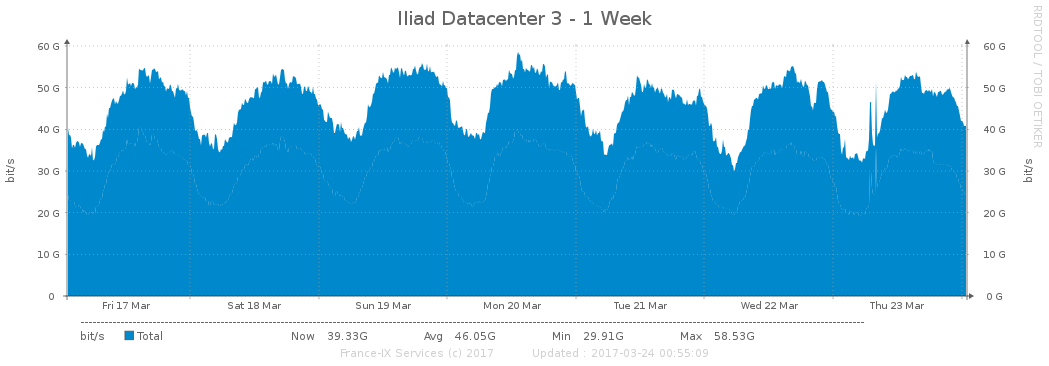 Iliad Datacenter 3 - 1 Week
RRDTOOL / TOBI OETIKER
60 G 60 G
50 G 50 G
40 G 40 G
30 G 30 G
20 G 20 G
10 G 10 G
0 0 G
bit/s bit/s
Fri 17 Mar Sat 18 Mar Sun 19 Mar Mon 20 Mar Tue 21 Mar Wed 22 Mar Thu 23 Mar
bit/s Total Now 39.33G Avg 46.05G Min 29.91G Max 58.53G
France-IX Services (c) 2017 Updated : 2017-03-24 00:55:09